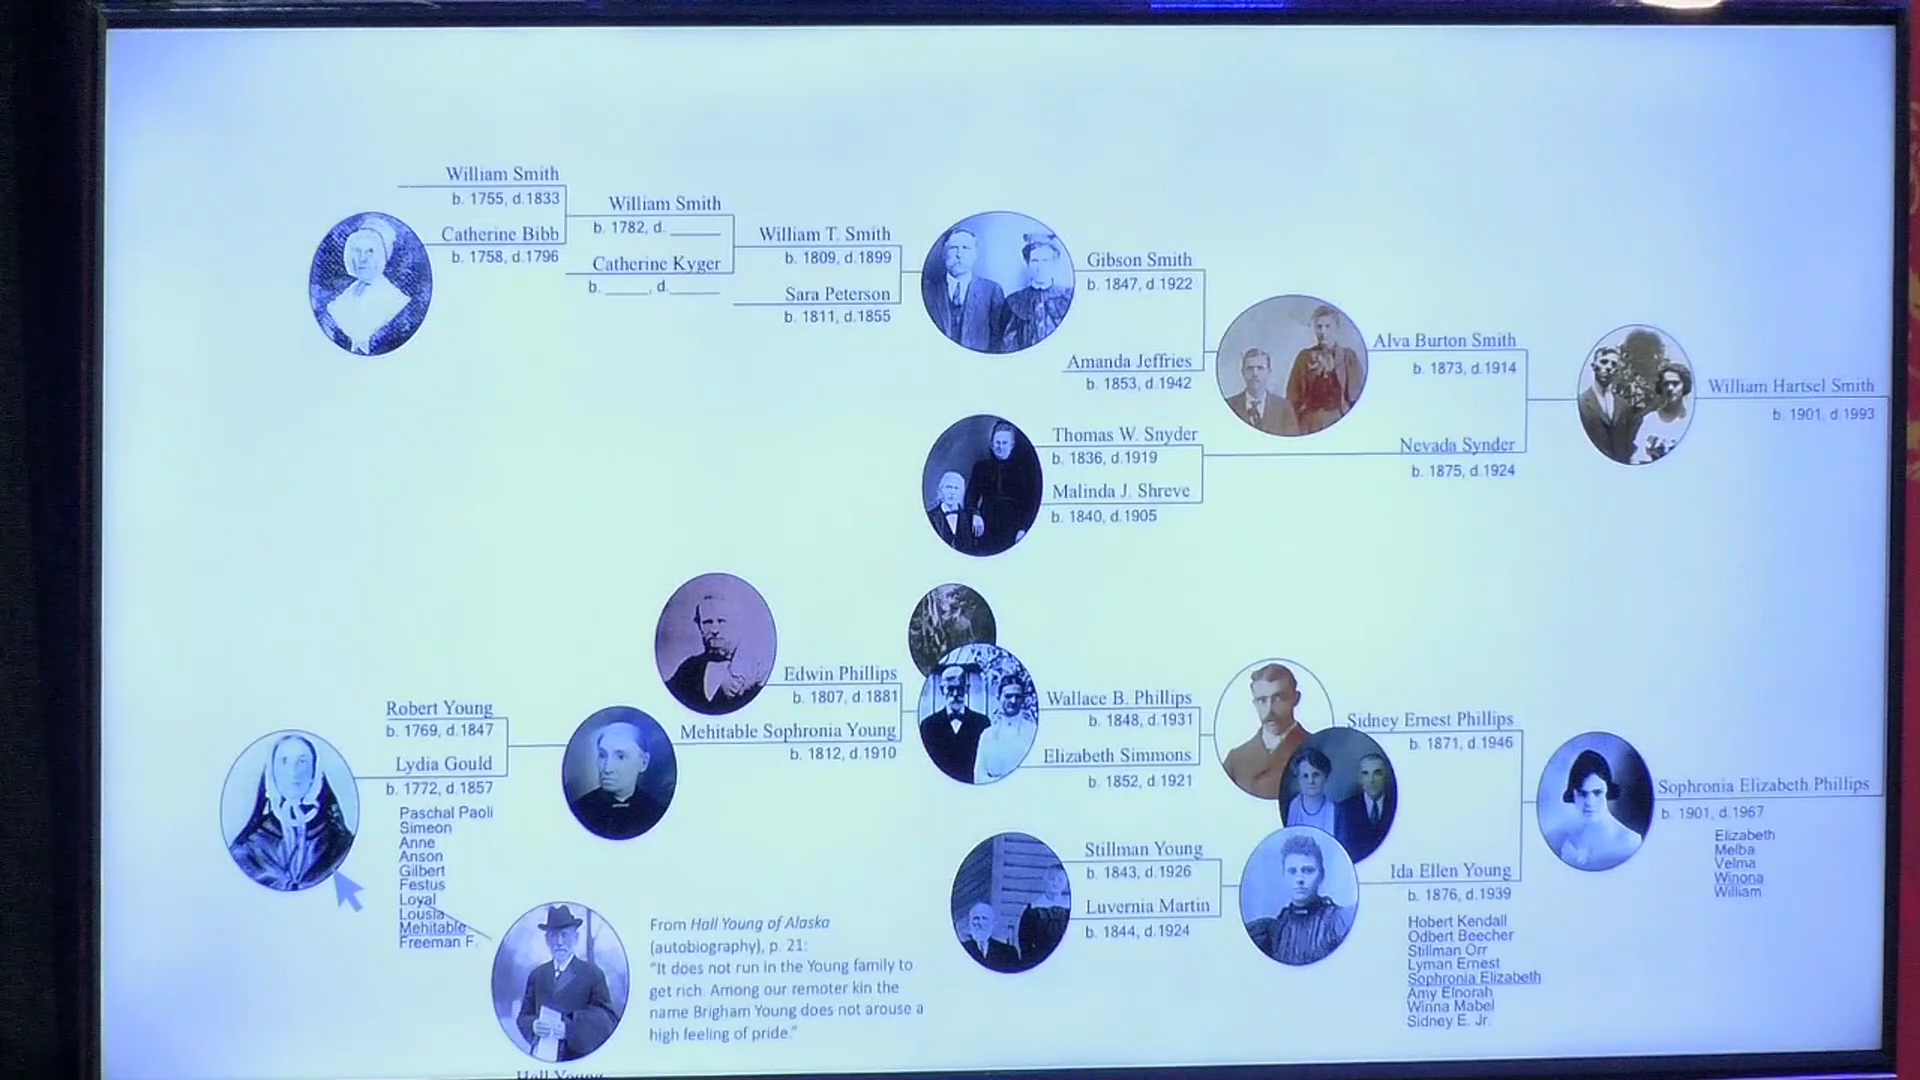 William Smith
b. 1755, d.1833
Catherine Bibb
b. 1758, d.1796
William Smith
b. 1782, d. ______
Catherine Kyger
b. _____, d.______
William T. Smith
b. 1809, d.1899
Sara Peterson
b. 1811, d.1855
Gibson Smith
b. 1847, d.1922
Amanda Jeffries
b. 1853, d.1942
Thomas W. Snyder
b. 1836, d.1919
Malinda J. Shreve
b. 1840, d.1905
Alva Burton Smith
b. 1873, d.1914
Nevada Synder
b. 1875, d.1924
William Hartsel Smith
b. 1901, d 1993
Robert Young
b. 1769, d.1847
Lydia Gould
b. 1772, d.1857
Paschal Paoli
Simeon
Anne
Anson
Gilbert
Festus
Loyal
Lousia
Mehitable
Freeman F.
Edwin Phillips
b. 1807, d.1881
Mehitable Sophronia Young
b. 1812, d.1910
Wallace B. Phillips
b. 1848, d.1931
Elizabeth Simmons
b. 1852, d.1921
Stillman Young
b. 1843, d.1926
Luvernia Martin
b. 1844, d.1924
Sidney Ernest Phillips
b. 1871, d.1946
Ida Ellen Young
b. 1876, d.1939
Hobert Kendall
Odbert Beecher
Stillman Orr
Lyman Ernest
Sophronia Elizabeth
Amy Elnorah
Winna Mabel
Sidney E. Jr.
Sophronia Elizabeth Phillips
b. 1901, d.1967
Elizabeth
Melba
Velma
Winona
William
From Hall Young of Alaska
(autobiography), p. 21:
"It does not run in the Young family to
get rich. Among our remoter kin the
name Brigham Young does not arouse a
high feeling of pride."
Hall Young